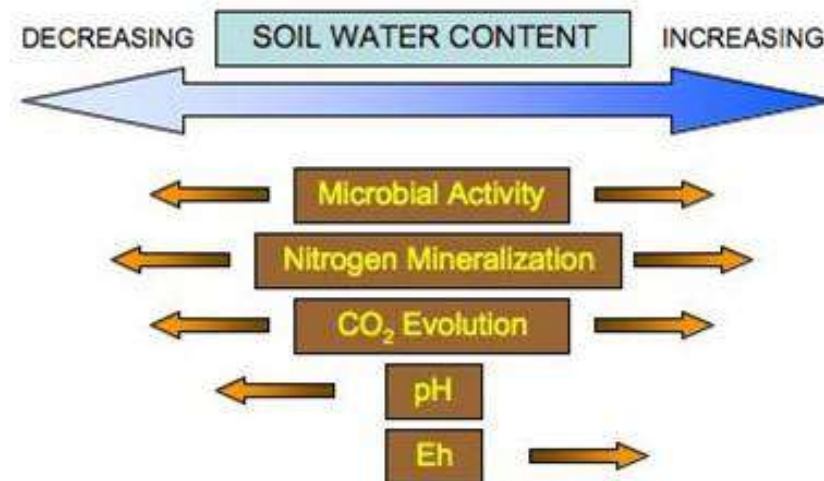 DECREASING SOIL WATER CONTENT INCREASING
Microbial Activity
Nitrogen Mineralization
CO₂ Evolution
pH
Eh